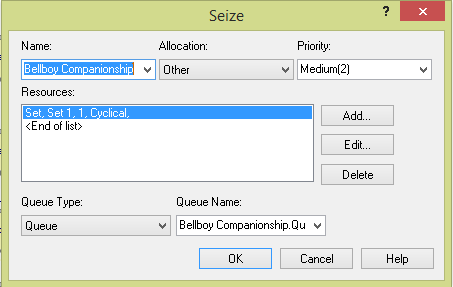 Seize
?
Name:
Allocation:
Priority:
Bellboy Companionship
Other
Medium(2)
Resources:
Set, Set 1, 1, Cyclical,
<End of list>
Add...
Edit...
Delete
Queue Type:
Queue Name:
Queue
Bellboy Companionship.Qu
OK
Cancel
Help